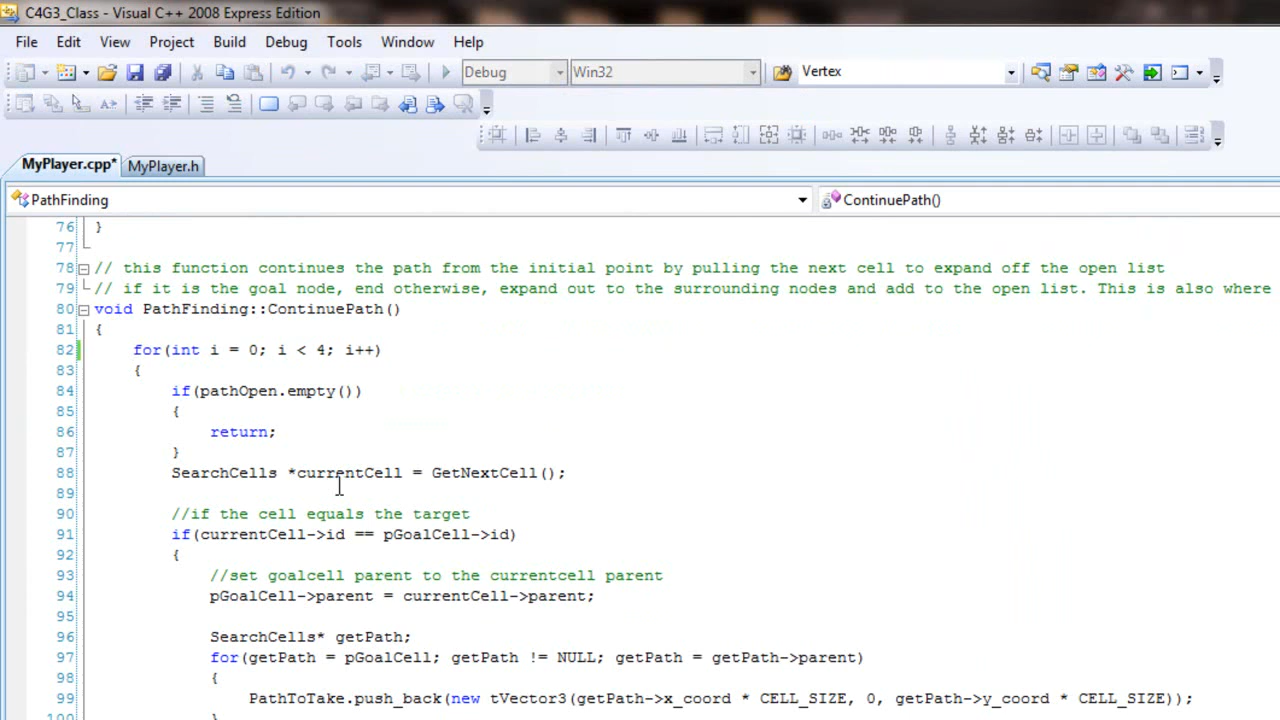 C4G3_Class - Visual C++ 2008 Express Edition
File Edit View Project Build Debug Tools Window Help
Debug Win32 Vertex
MyPlayer.cpp* MyPlayer.h
PathFinding ContinuePath()
76 }
77
78 // this function continues the path from the initial point by pulling the next cell to expand off the open list
79 // if it is the goal node, end otherwise, expand out to the surrounding nodes and add to the open list. This is also where
80 void PathFinding::ContinuePath()
81 {
82 for(int i = 0; i < 4; i++)
83 {
84 if(pathOpen.empty())
85 {
86 return;
87 }
88 SearchCells *currentCell = GetNextCell();
89
90 //if the cell equals the target
91 if(currentCell->id == pGoalCell->id)
92 {
93 //set goalcell parent to the currentcell parent
94 pGoalCell->parent = currentCell->parent;
95
96 SearchCells* getPath;
97 for(getPath = pGoalCell; getPath != NULL; getPath = getPath->parent)
98 {
99 PathToTake.push_back(new tVector3(getPath->x_coord * CELL_SIZE, 0, getPath->y_coord * CELL_SIZE));
100 }